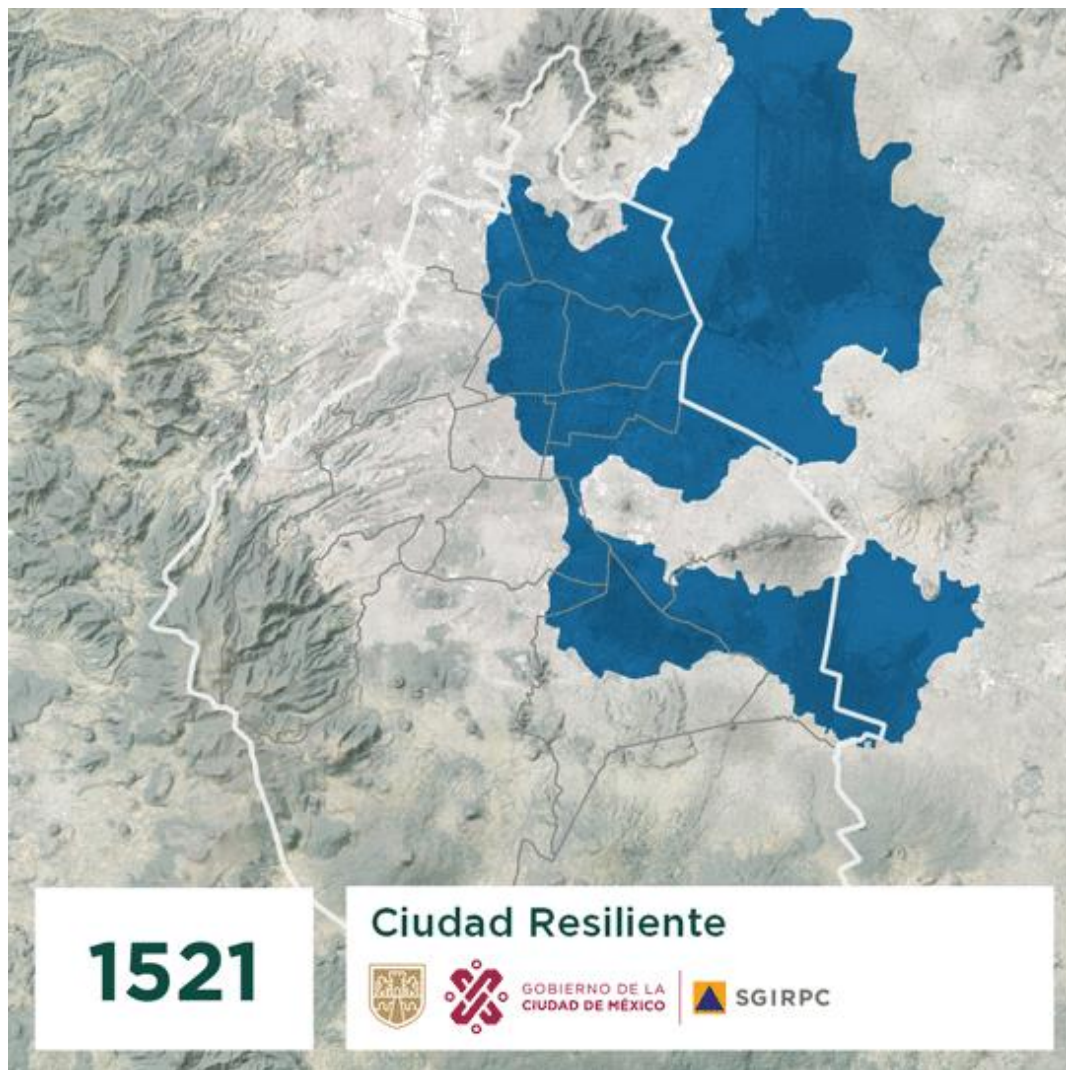 1521
Ciudad Resiliente
GOBIERNO DE LA
CIUDAD DE MÉXICO
SGIRPC